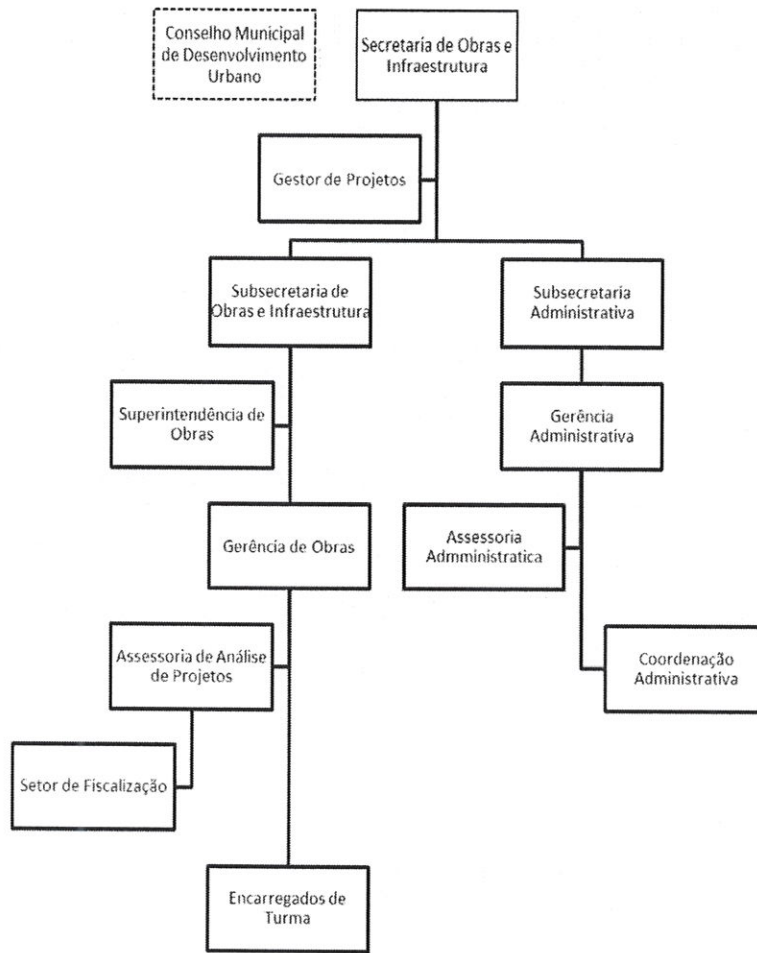 Conselho Municipal
de Desenvolvimento
Urbano
Secretaria de Obras e
Infraestrutura
Gestor de Projetos
Subsecretaria de
Obras e Infraestrutura
Subsecretaria
Administrativa
Superintendência de
Obras
Gerência
Administrativa
Gerência de Obras
Assessoria
Admministratica
Assessoria de Análise
de Projetos
Coordenação
Administrativa
Setor de Fiscalização
Encarregados de
Turma